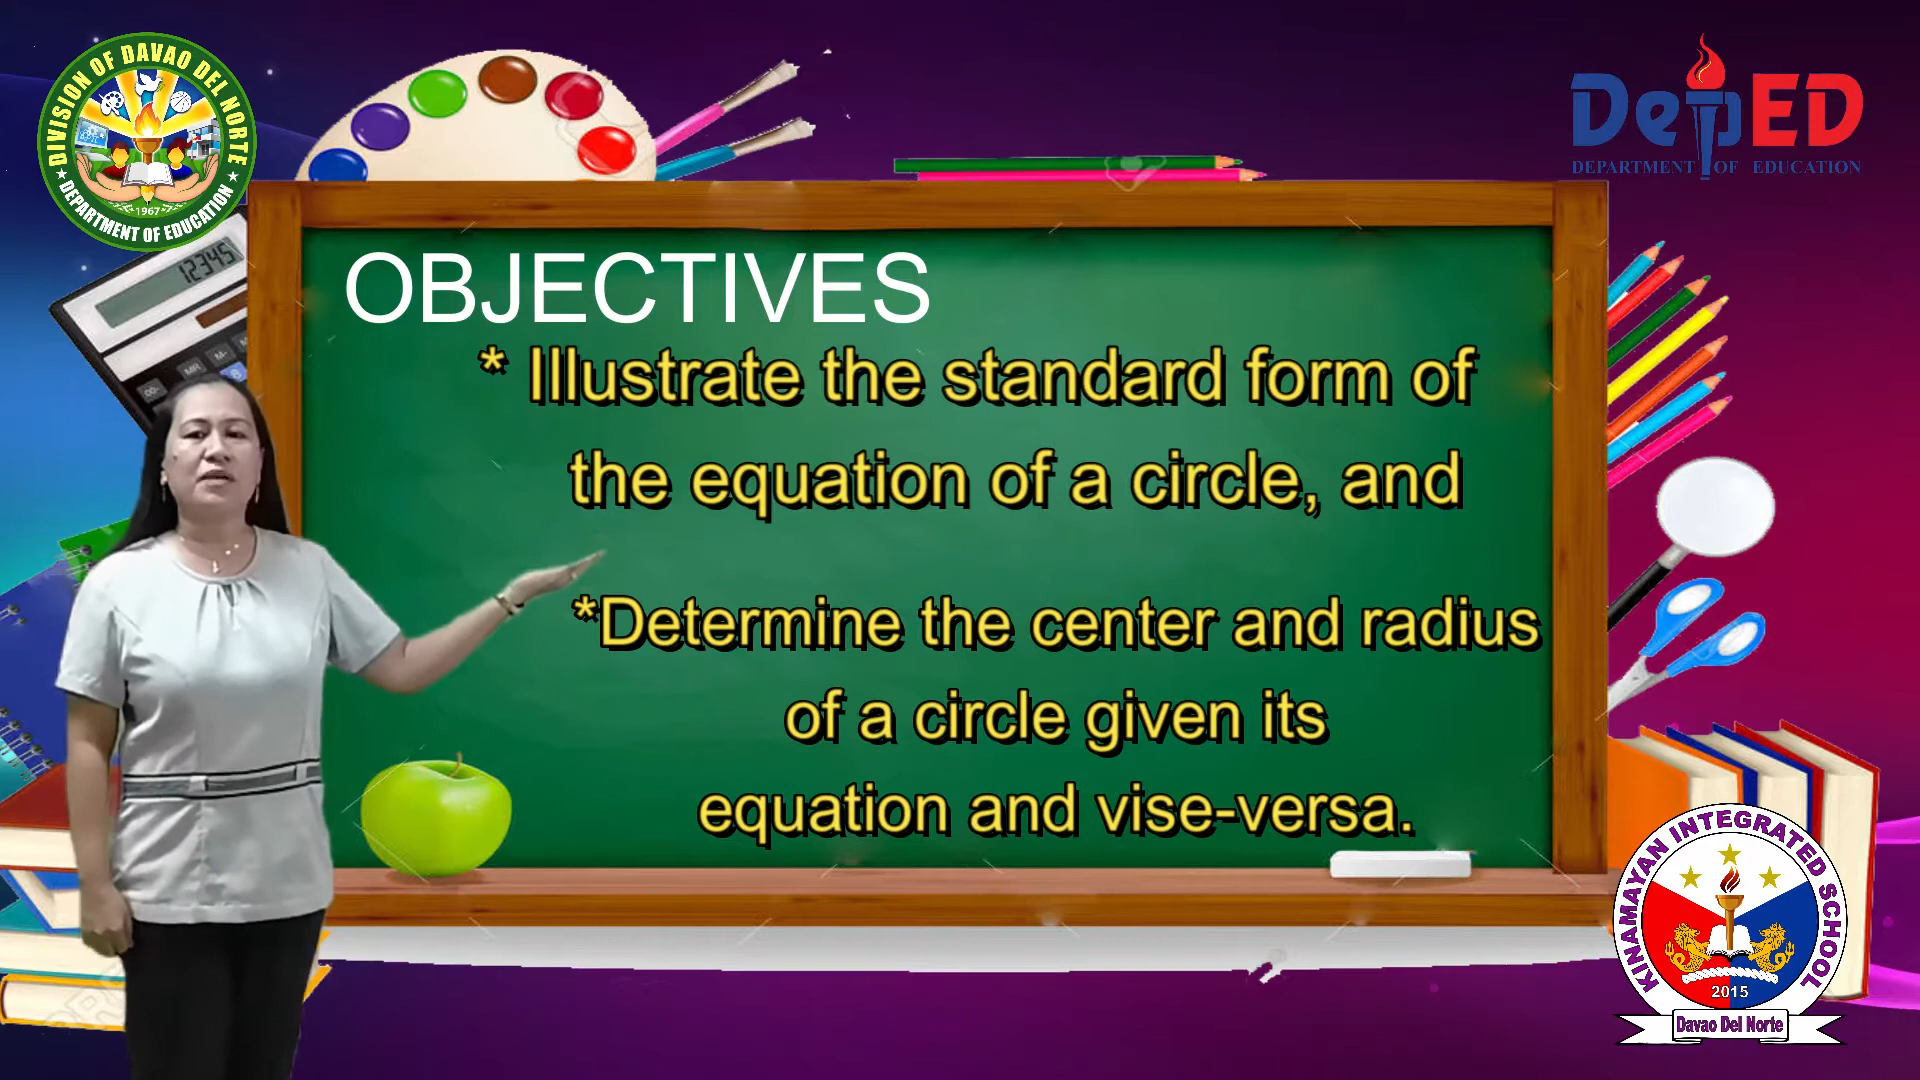 DIVISION OF DAVAO DEL NORTE
DEPARTMENT OF EDUCATION
1967
DepED
DEPARTMENT OF EDUCATION
12345
OBJECTIVES
* Illustrate the standard form of
the equation of a circle, and
*Determine the center and radius
of a circle given its
equation and vise-versa.
KINAMAYAN INTEGRATED SCHOOL
2015
Davao Del Norte